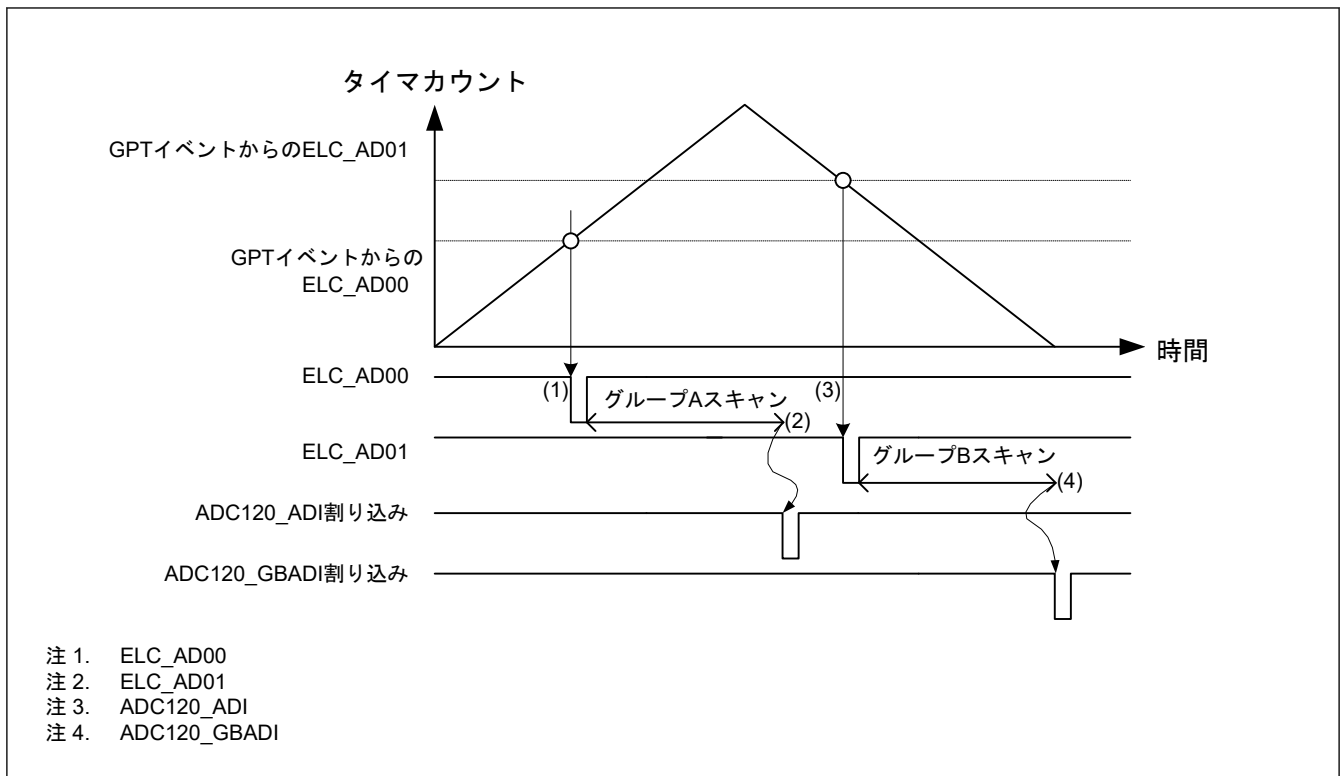 タイマカウント
GPTイベントからのELC_AD01
GPTイベントからの
ELC_AD00
時間
ELC_AD00
(1)
グループAスキャン
(2)
(3)
ELC_AD01
グループBスキャン
(4)
ADC120_ADI割り込み
ADC120_GBADI割り込み
注 1. ELC_AD00
注 2. ELC_AD01
注 3. ADC120_ADI
注 4. ADC120_GBADI